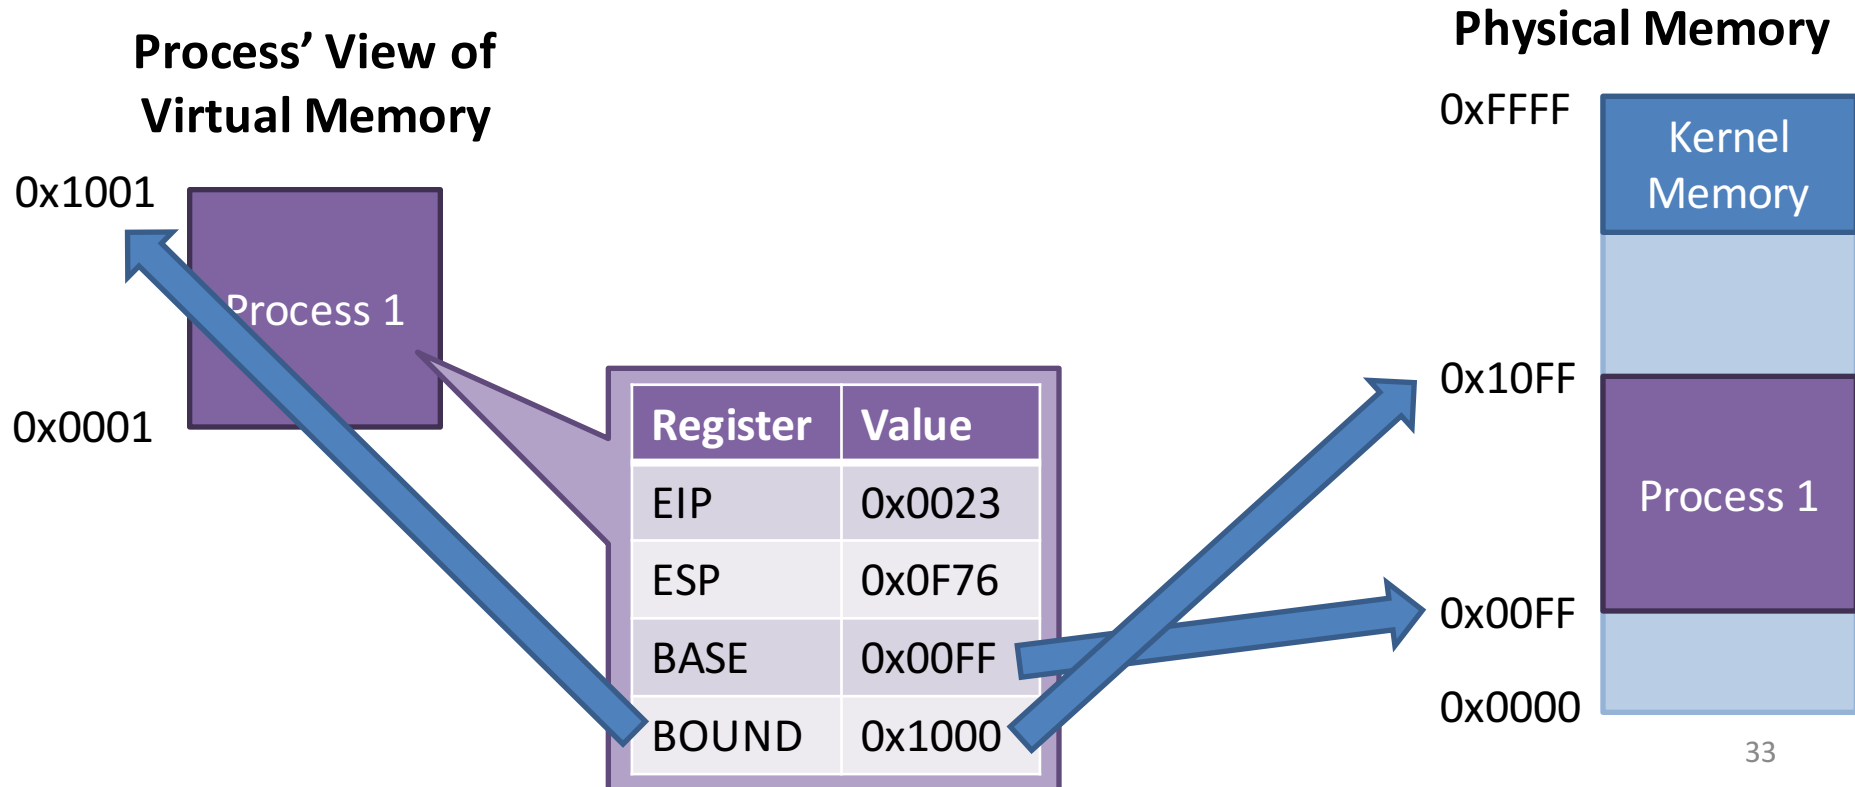 Process’ View of
Virtual Memory
0x1001
Process 1
0x0001
Register Value
EIP 0x0023
ESP 0x0F76
BASE 0x00FF
BOUND 0x1000
Physical Memory
0xFFFF
Kernel
Memory
0x10FF
Process 1
0x00FF
0x0000
33